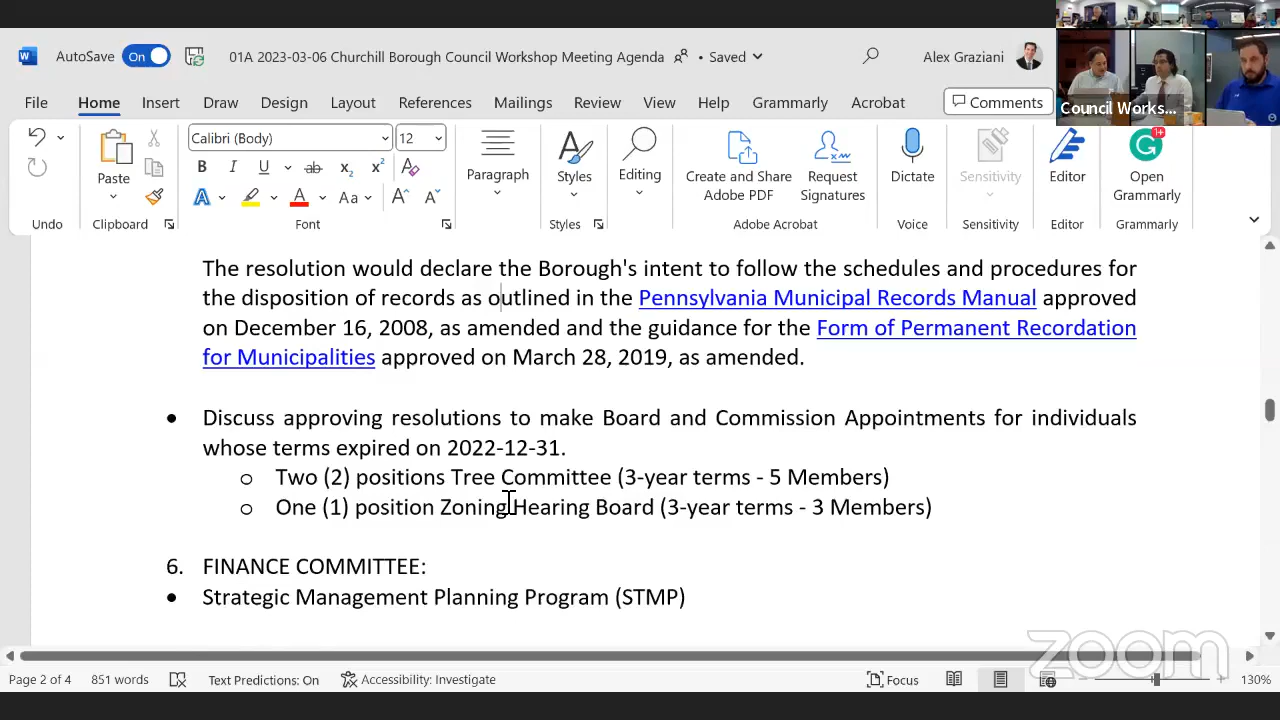 AutoSave On 01A 2023-03-06 Churchill Borough Council Workshop Meeting Agenda • Saved Alex Graziani
Council Works...
File Home Insert Draw Design Layout References Mailings Review View Help Grammarly Acrobat Comments
Calibri (Body) 12
Paste
Paragraph Styles Editing Create and Share Adobe PDF Request Signatures Dictate Sensitivity Editor Open Grammarly
Undo Clipboard Font Styles Adobe Acrobat Voice Sensitivity Editor Grammarly
The resolution would declare the Borough's intent to follow the schedules and procedures for
the disposition of records as outlined in the Pennsylvania Municipal Records Manual approved
on December 16, 2008, as amended and the guidance for the Form of Permanent Recordation
for Municipalities approved on March 28, 2019, as amended.
• Discuss approving resolutions to make Board and Commission Appointments for individuals
whose terms expired on 2022-12-31.
o Two (2) positions Tree Committee (3-year terms - 5 Members)
o One (1) position Zoning Hearing Board (3-year terms - 3 Members)
6. FINANCE COMMITTEE:
• Strategic Management Planning Program (STMP)
zoom
Page 2 of 4 851 words Text Predictions: On Accessibility: Investigate Focus 130%